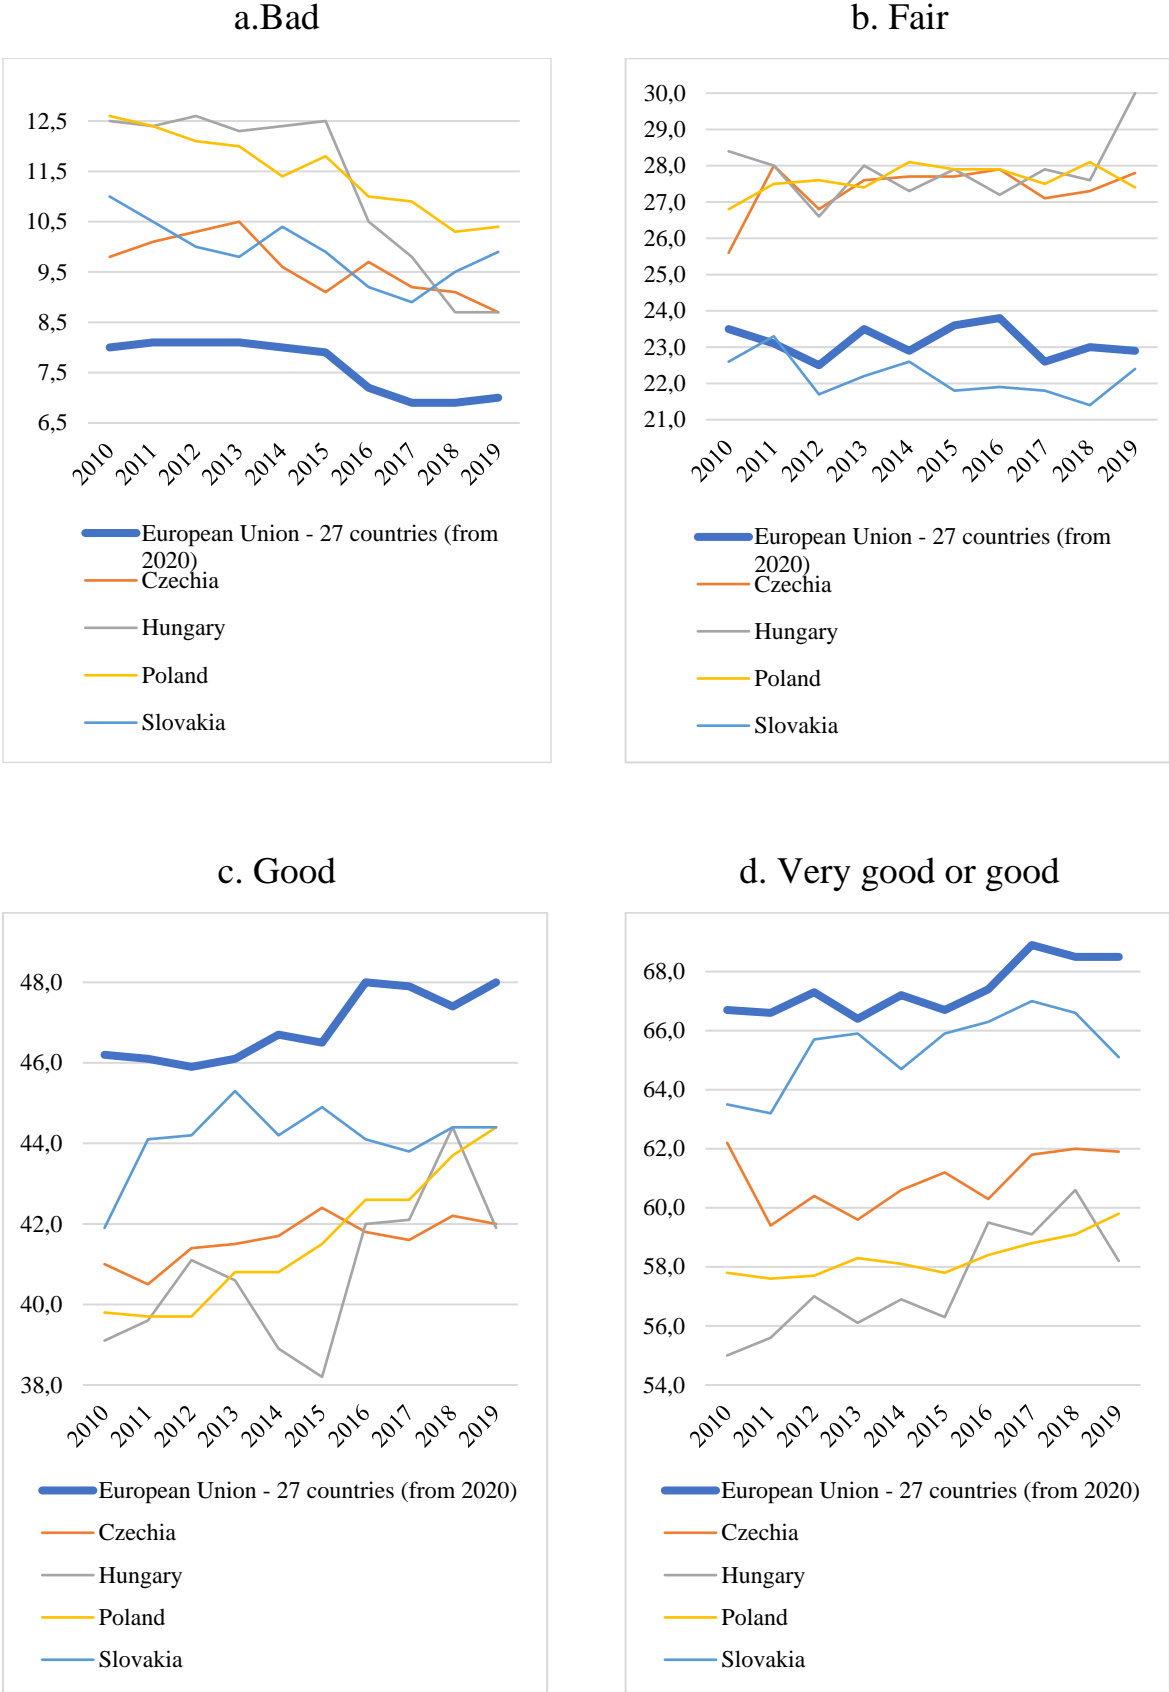 a.Bad
12,5
11,5
10,5
9,5
8,5
7,5
6,5
2010 2011 2012 2013 2014 2015 2016 2017 2018 2019
European Union - 27 countries (from
2020)
Czechia
Hungary
Poland
Slovakia
b. Fair
30,0
29,0
28,0
27,0
26,0
25,0
24,0
23,0
22,0
21,0
2010 2011 2012 2013 2014 2015 2016 2017 2018 2019
European Union - 27 countries (from
2020)
Czechia
Hungary
Poland
Slovakia
c. Good
48,0
46,0
44,0
42,0
40,0
38,0
2010 2011 2012 2013 2014 2015 2016 2017 2018 2019
European Union - 27 countries (from 2020)
Czechia
Hungary
Poland
Slovakia
d. Very good or good
68,0
66,0
64,0
62,0
60,0
58,0
56,0
54,0
2010 2011 2012 2013 2014 2015 2016 2017 2018 2019
European Union - 27 countries (from 2020)
Czechia
Hungary
Poland
Slovakia